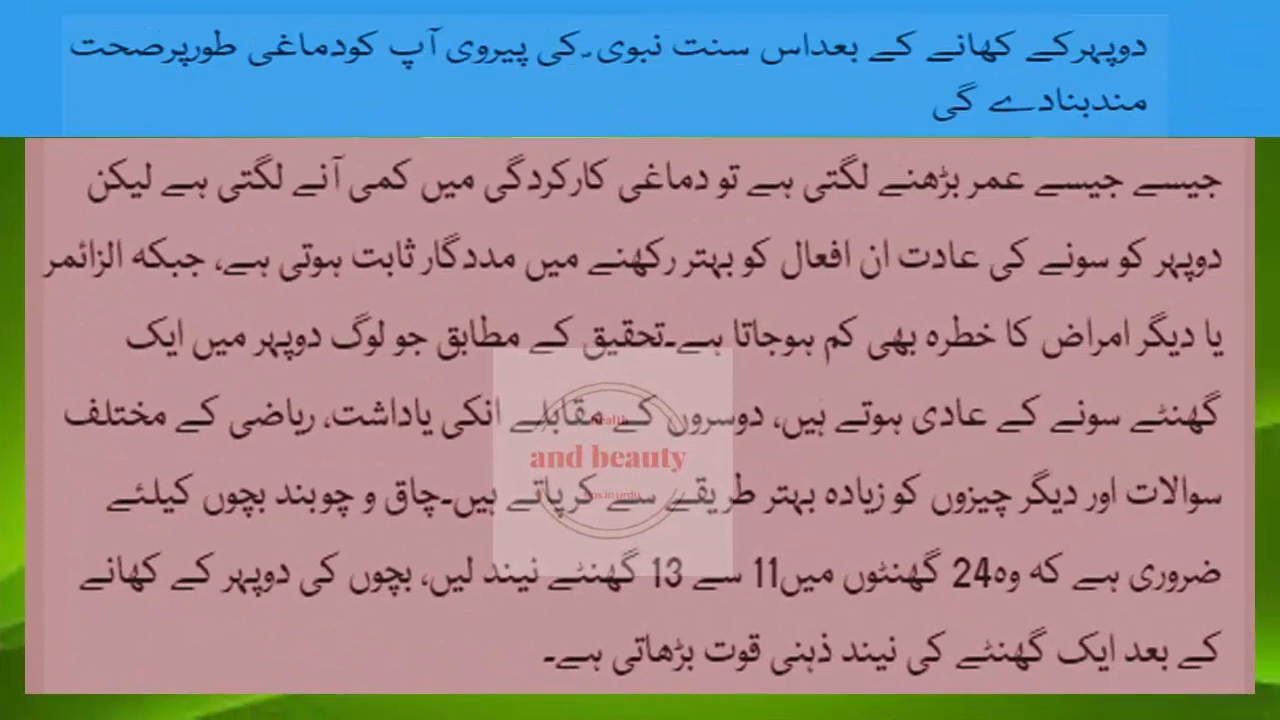 دوپہرکے کھانے کے بعداس سنت نبوی۔کی پیروی آپ کودماغی طورپرصحت
مندبنادے گی
جیسے جیسے عمر بڑھنے لگتی ہے تو دماغی کارکردگی میں کمی آنے لگتی ہے لیکن
دوپہر کو سونے کی عادت ان افعال کو بہتر رکھنے میں مددگار ثابت ہوتی ہے، جبکہ الزائمر
یا دیگر امراض کا خطرہ بھی کم ہوجاتا ہے۔تحقیق کے مطابق جو لوگ دوپہر میں ایک
گھنٹے سونے کے عادی ہوتے ہیں، دوسروں کے مقابلے انکی یاداشت، ریاضی کے مختلف
سوالات اور دیگر چیزوں کو زیادہ بہتر طریقے سے کرپاتے ہیں۔چاق و چوبند بچوں کیلئے
ضروری ہے کہ وہ24 گھنٹوں میں11 سے 13 گھنٹے نیند لیں، بچوں کی دوپہر کے کھانے
کے بعد ایک گھنٹے کی نیند ذہنی قوت بڑھاتی ہے۔
health
and beauty
tips in urdu